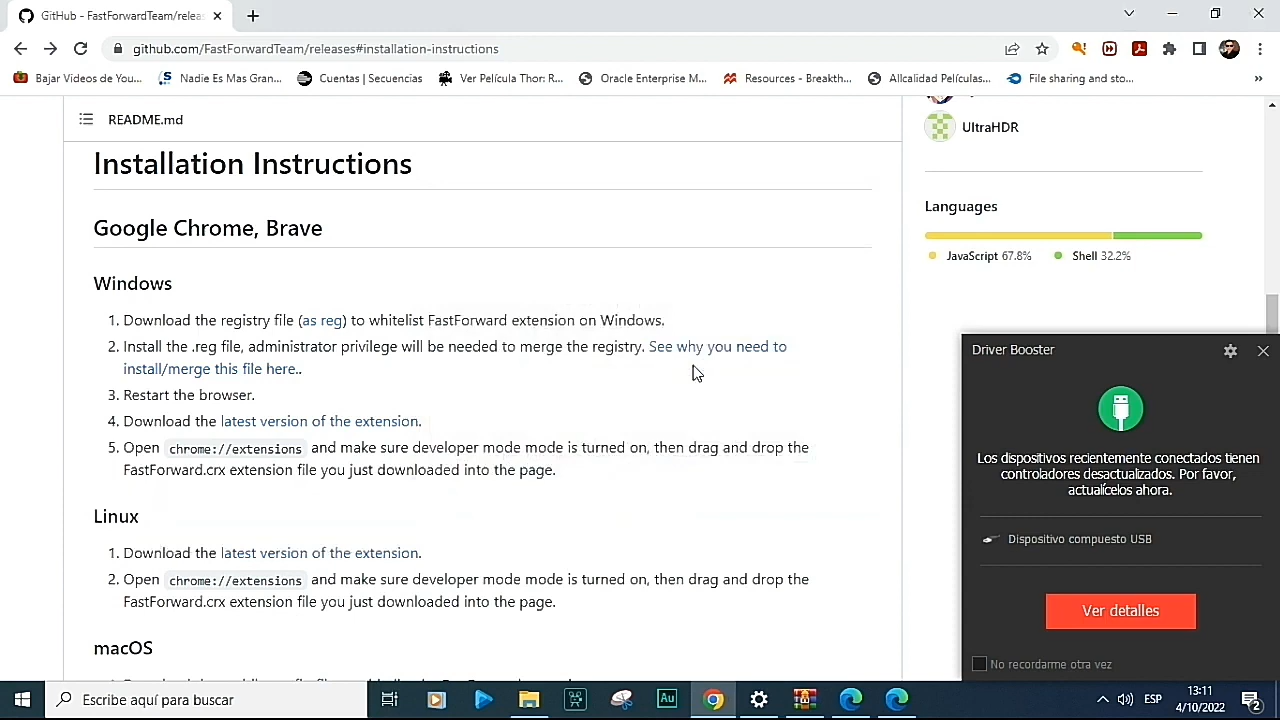 GitHub - FastForwardTeam/releas
github.com/FastForwardTeam/releases#installation-instructions
Bajar Vídeos de You...
Nadie Es Mas Gran...
Cuentas | Secuencias
Ver Película Thor: R...
Oracle Enterprise M...
Resources - Breakth...
Allcalidad Películas...
File sharing and sto...
»
README.md
UltraHDR
Installation Instructions
Languages
Google Chrome, Brave
JavaScript 67.8%
Shell 32.2%
Windows
1. Download the registry file (as reg) to whitelist FastForward extension on Windows.
2. Install the .reg file, administrator privilege will be needed to merge the registry. See why you need to
install/merge this file here..
3. Restart the browser.
4. Download the latest version of the extension.
5. Open chrome://extensions and make sure developer mode mode is turned on, then drag and drop the
FastForward.crx extension file you just downloaded into the page.
Linux
1. Download the latest version of the extension.
2. Open chrome://extensions and make sure developer mode mode is turned on, then drag and drop the
FastForward.crx extension file you just downloaded into the page.
macOS
Driver Booster
Los dispositivos recientemente conectados tienen
controladores desactualizados. Por favor,
actualícelos ahora.
Dispositivo compuesto USB
Ver detalles
No recordarme otra vez
Escribe aquí para buscar
Au
ESP
13:11
4/10/2022
2